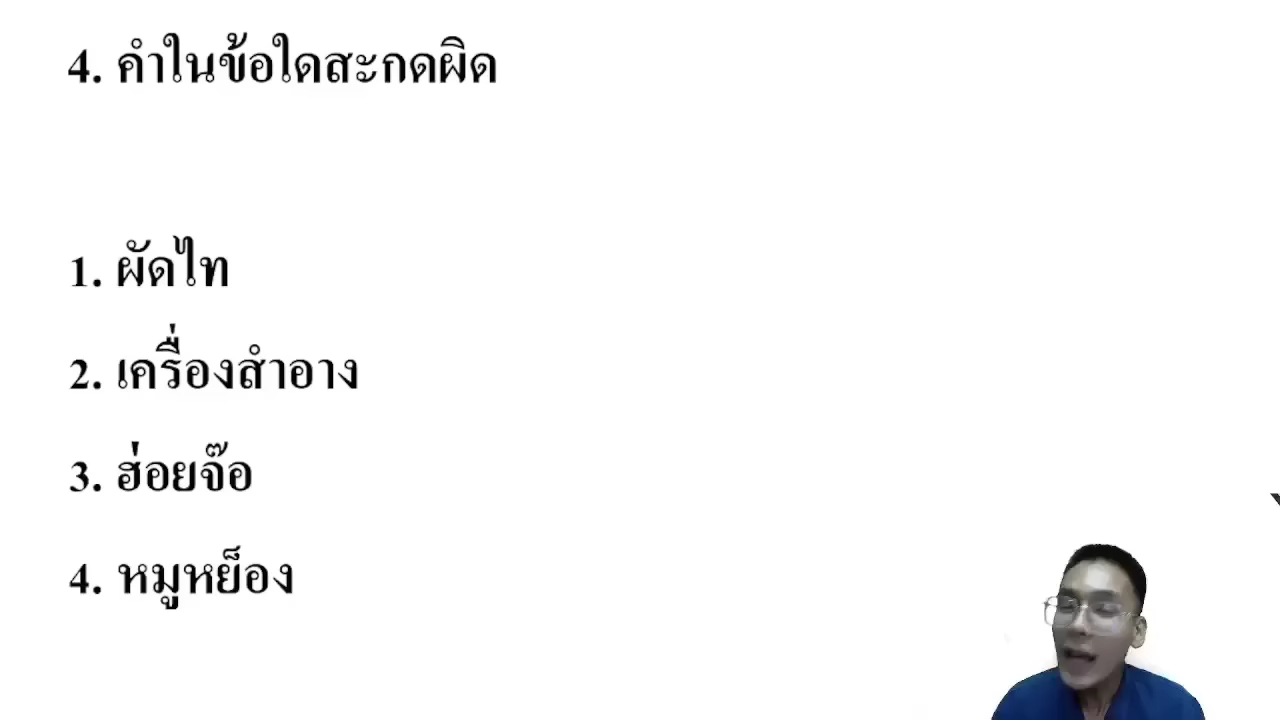 4. คำในข้อใดสะกดผิด
1. ผัดไท
2. เครื่องสำอาง
3. ฮ่อยจ๊อ
4. หมูหย็อง